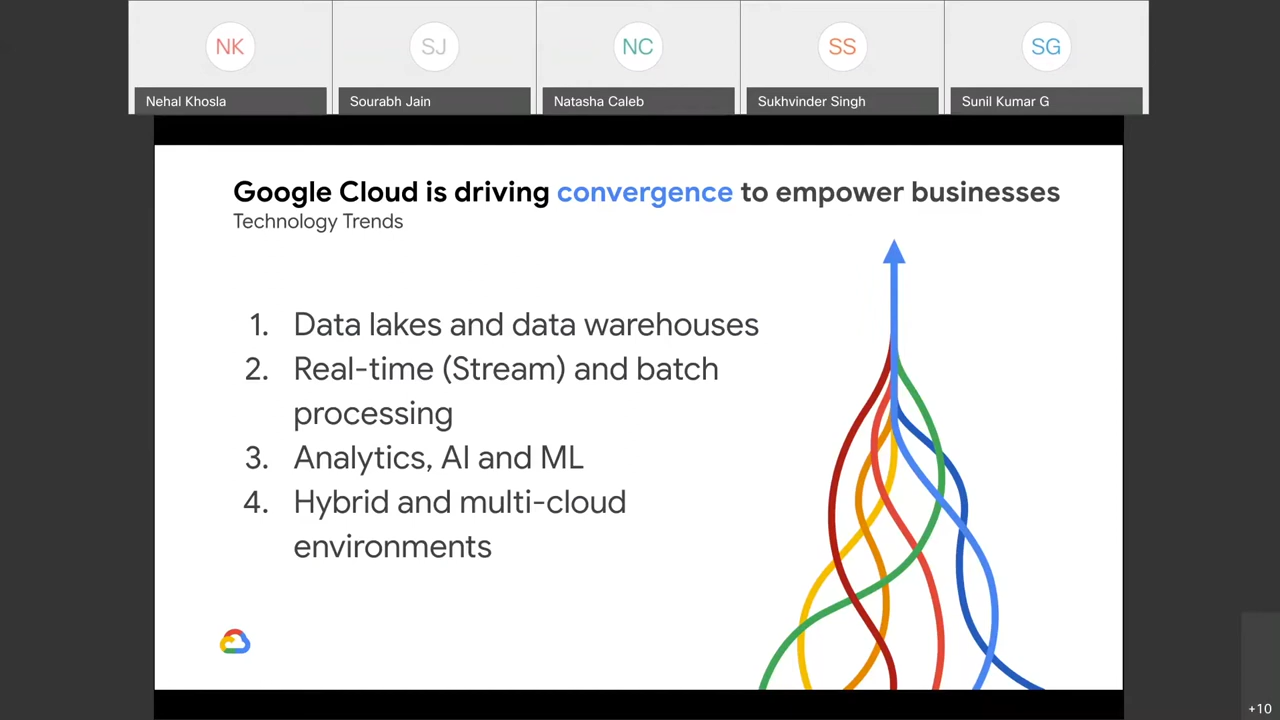 NK
SJ
NC
SS
SG
Nehal Khosla
Sourabh Jain
Natasha Caleb
Sukhvinder Singh
Sunil Kumar G
Google Cloud is driving convergence to empower businesses
Technology Trends
1. Data lakes and data warehouses
2. Real-time (Stream) and batch
processing
3. Analytics, AI and ML
4. Hybrid and multi-cloud
environments
+10